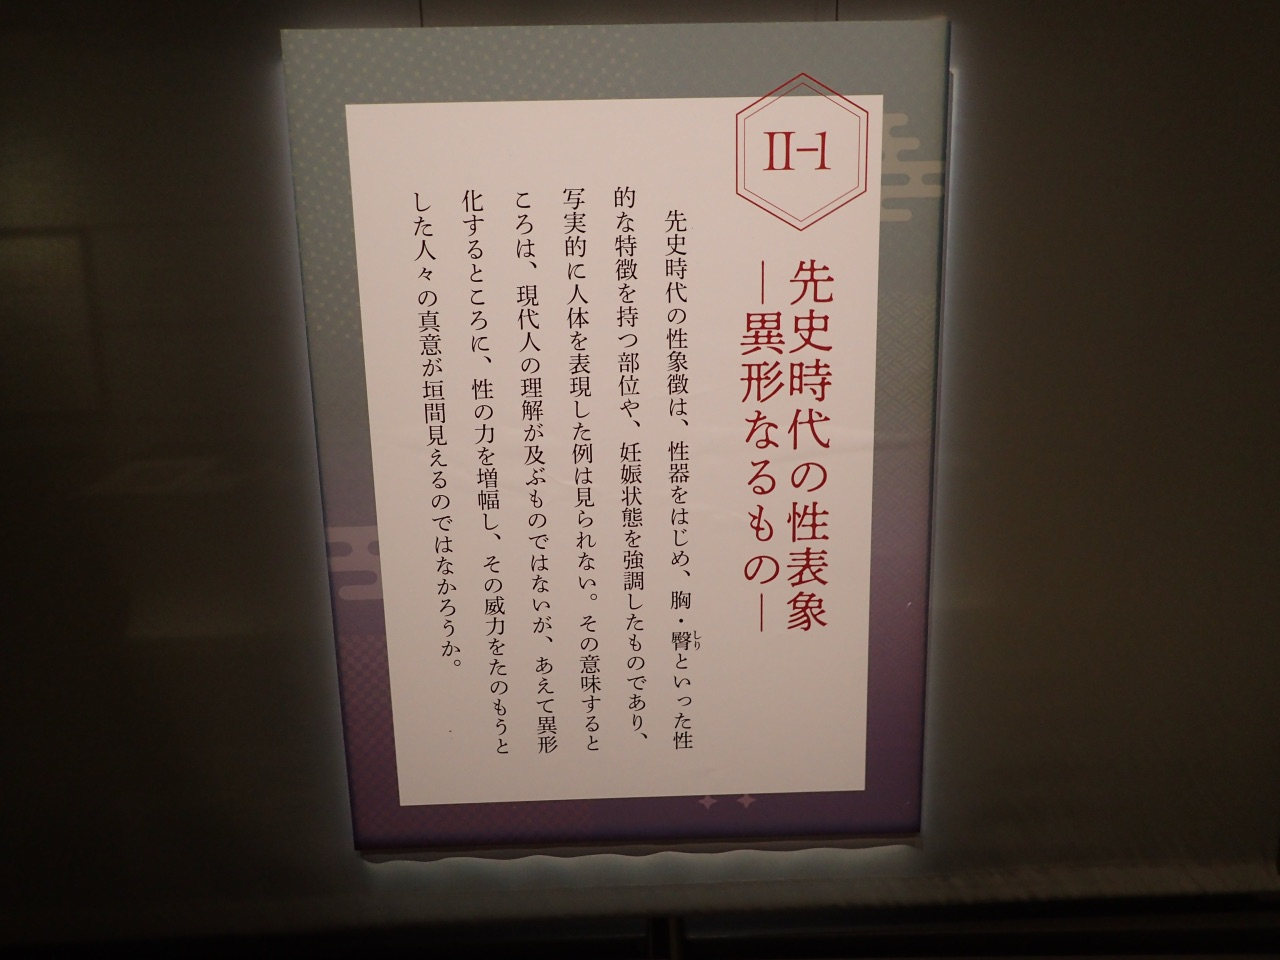 II-1
先史時代の性表象
―異形なるもの―
先史時代の性象徴は、性器をはじめ、胸・臀といった性
しり
的な特徴を持つ部位や、妊娠状態を強調したものであり、
写実的に人体を表現した例は見られない。その意味すると
ころは、現代人の理解が及ぶものではないが、あえて異形
化するところに、性の力を増幅し、その威力をたのもうと
した人々の真意が垣間見えるのではなかろうか。